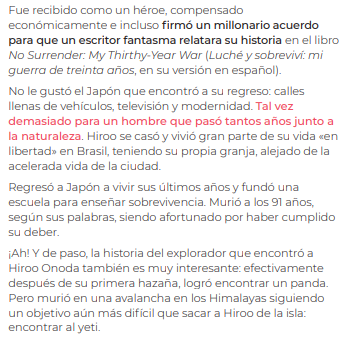 Fue recibido como un héroe, compensado
económicamente e incluso firmó un millonario acuerdo
para que un escritor fantasma relatara su historia en el libro
No Surrender: My Thirthy-Year War (Luché y sobreviví: mi
guerra de treinta años, en su versión en español).
No le gustó el Japón que encontró a su regreso: calles
llenas de vehículos, televisión y modernidad. Tal vez
demasiado para un hombre que pasó tantos años junto a
la naturaleza. Hiroo se casó y vivió gran parte de su vida «en
libertad» en Brasil, teniendo su propia granja, alejado de la
acelerada vida de la ciudad.
Regresó a Japón a vivir sus últimos años y fundó una
escuela para enseñar sobrevivencia. Murió a los 91 años,
según sus palabras, siendo afortunado por haber cumplido
su deber.
¡Ah! Y de paso, la historia del explorador que encontró a
Hiroo Onoda también es muy interesante: efectivamente
después de su primera hazaña, logró encontrar un panda.
Pero murió en una avalancha en los Himalayas siguiendo
un objetivo aún más difícil que sacar a Hiroo de la isla:
encontrar al yeti.